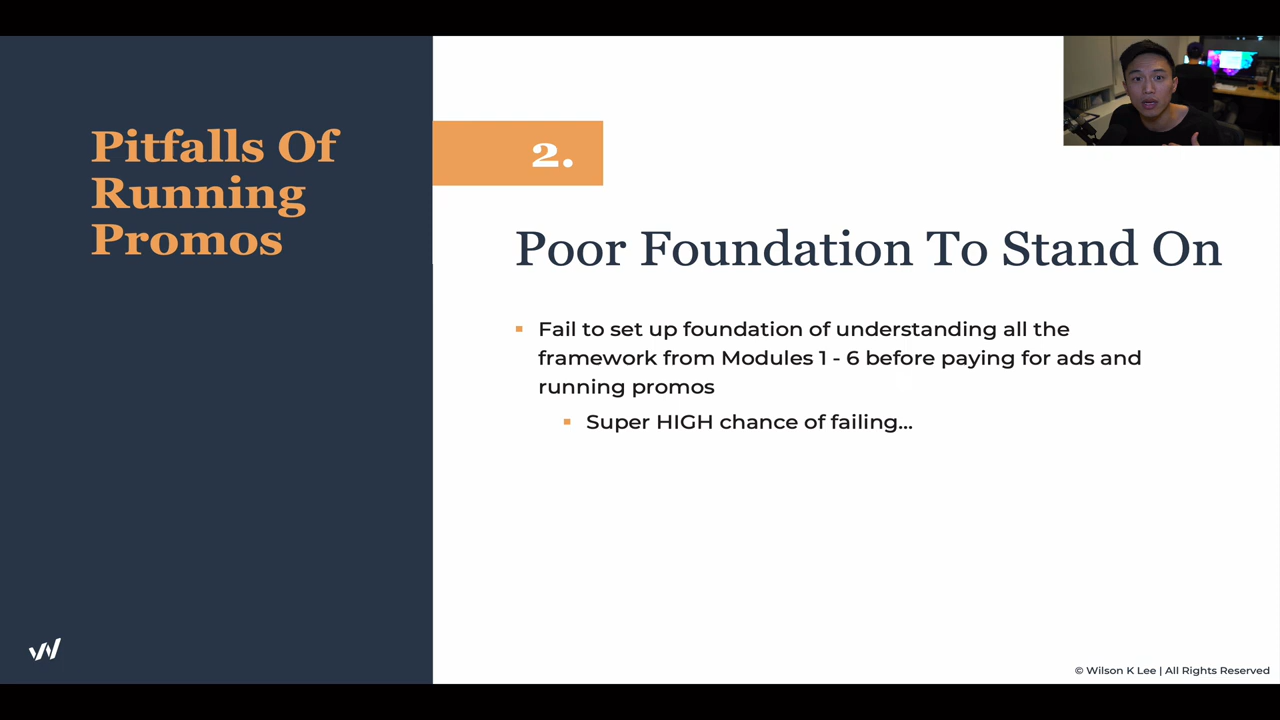 Pitfalls Of
Running
Promos
2.
Poor Foundation To Stand On
Fail to set up foundation of understanding all the
framework from Modules 1 - 6 before paying for ads and
running promos
Super HIGH chance of failing...
© Wilson K Lee | All Rights Reserved